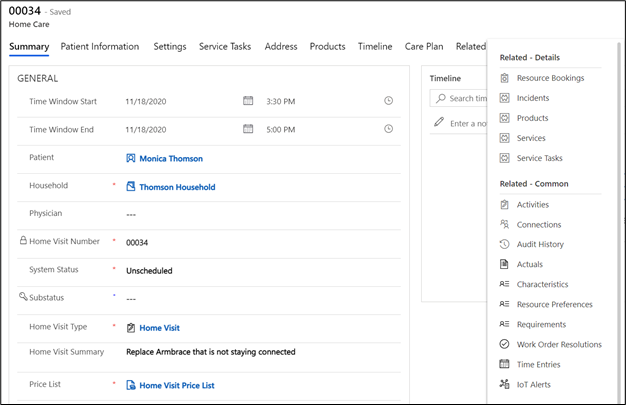 00034 - Saved
Home Care
Summary Patient Information Settings Service Tasks Address Products Timeline Care Plan Related
GENERAL
Time Window Start 11/18/2020 3:30 PM
Time Window End 11/18/2020 5:00 PM
Patient Monica Thomson
Household * Thomson Household
Physician ---
Home Visit Number * 00034
System Status * Unscheduled
Substatus * ---
Home Visit Type * Home Visit
Home Visit Summary Replace Armbrace that is not staying connected
Price List * Home Visit Price List
Timeline
Search tim
Enter a no
Related - Details
Resource Bookings
Incidents
Products
Services
Service Tasks
Related - Common
Activities
Connections
Audit History
Actuals
Characteristics
Resource Preferences
Requirements
Work Order Resolutions
Time Entries
IoT Alerts